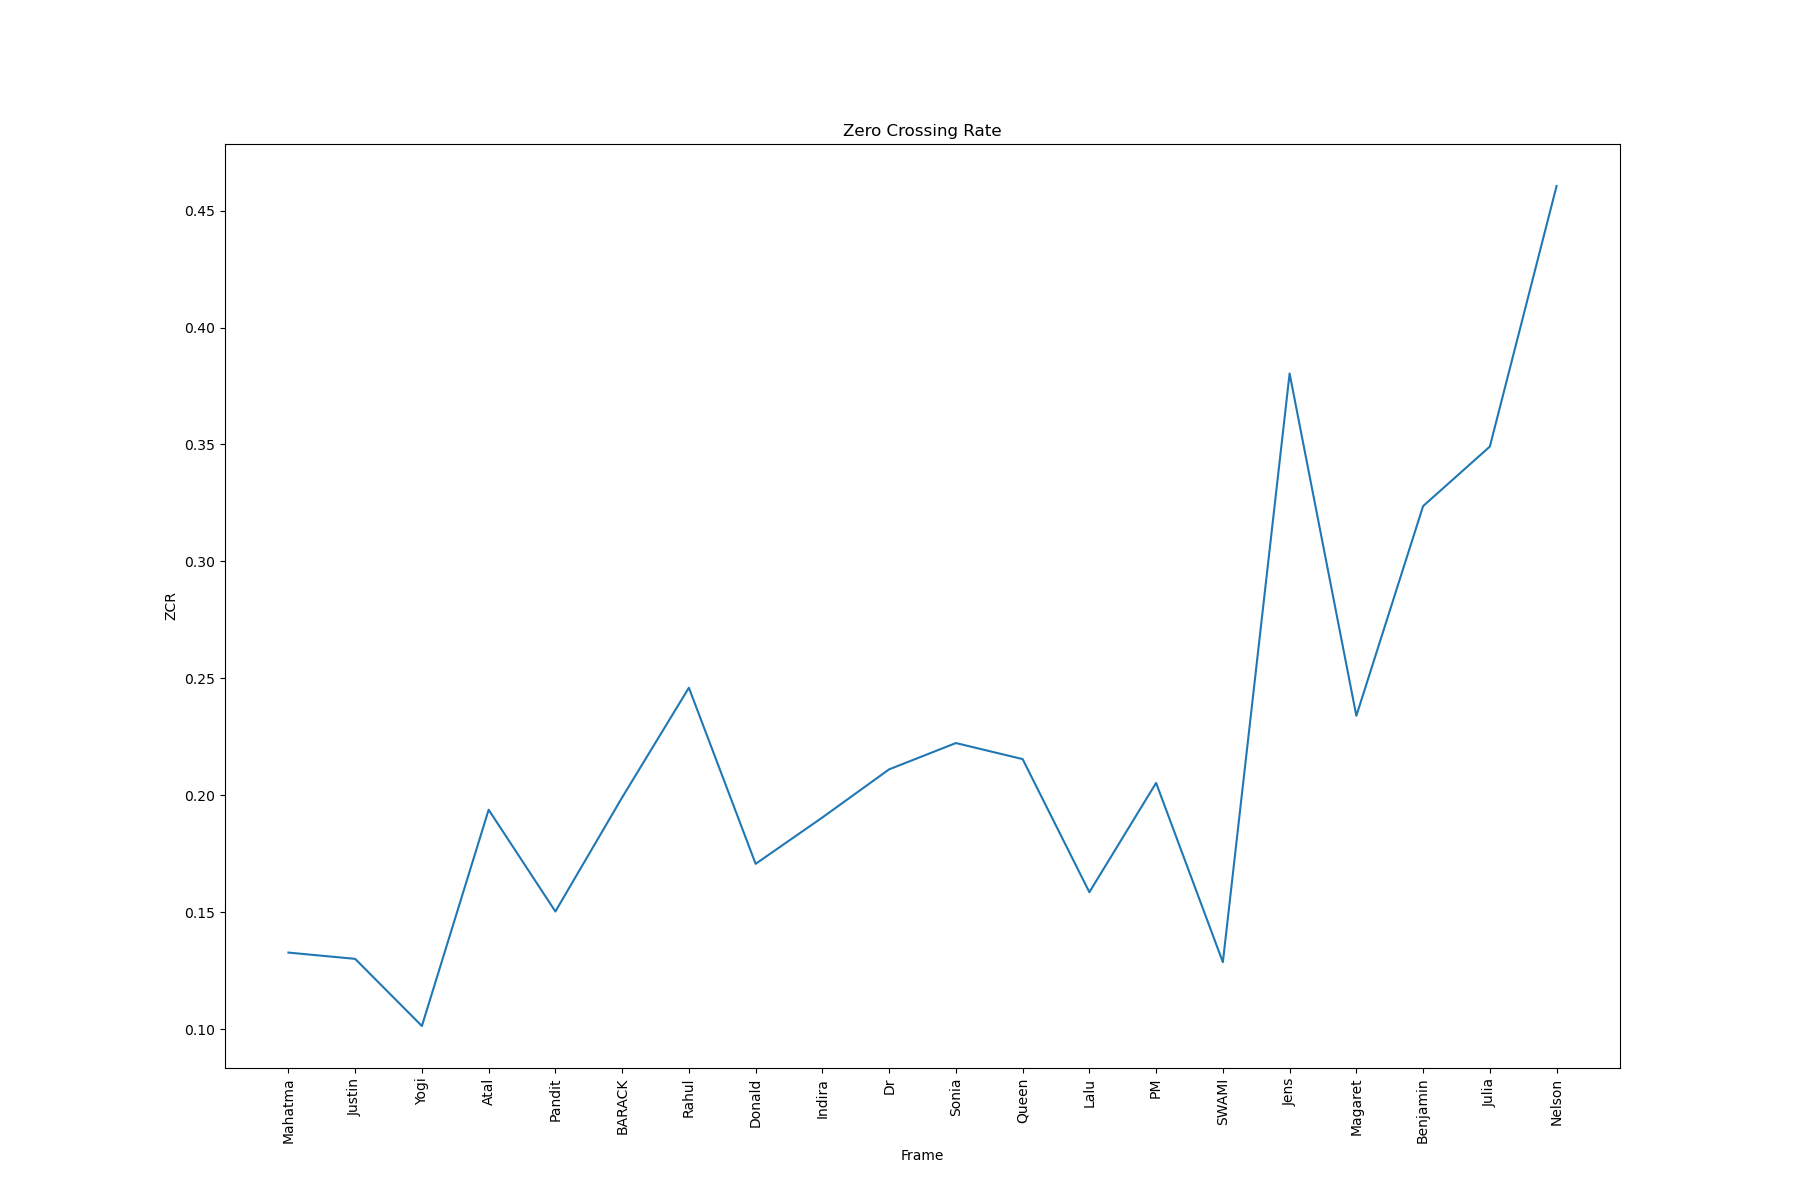 Zero Crossing Rate
0.45
0.40
0.35
0.30
0.25
0.20
0.15
0.10
ZCR
Mahatma
Justin
Yogi
Atal
Pandit
BARACK
Rahul
Donald
Indira
Dr
Sonia
Queen
Lalu
PM
SWAMI
Jens
Magaret
Benjamin
Julia
Nelson
Frame